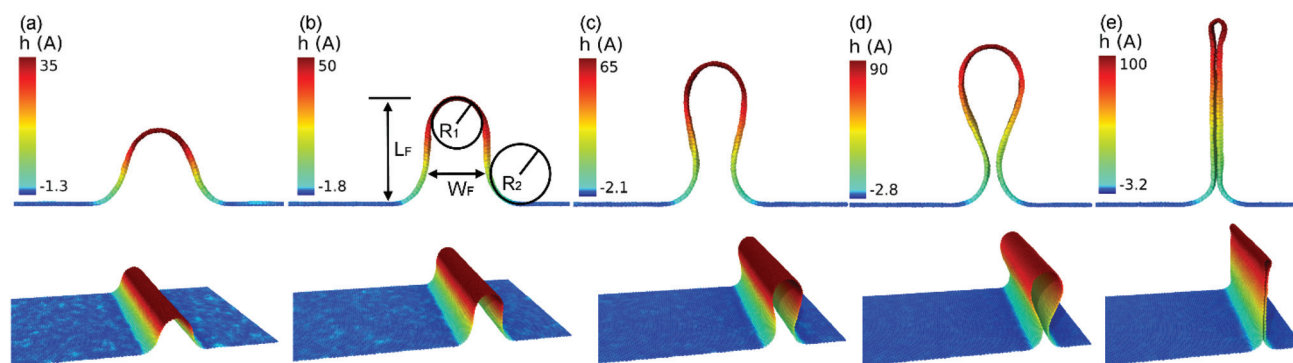 (a)
h (A)
35
-1.3
(b)
h (A)
50
-1.8
LF
WF
R1
R2
(c)
h (A)
65
-2.1
(d)
h (A)
90
-2.8
(e)
h (A)
100
-3.2